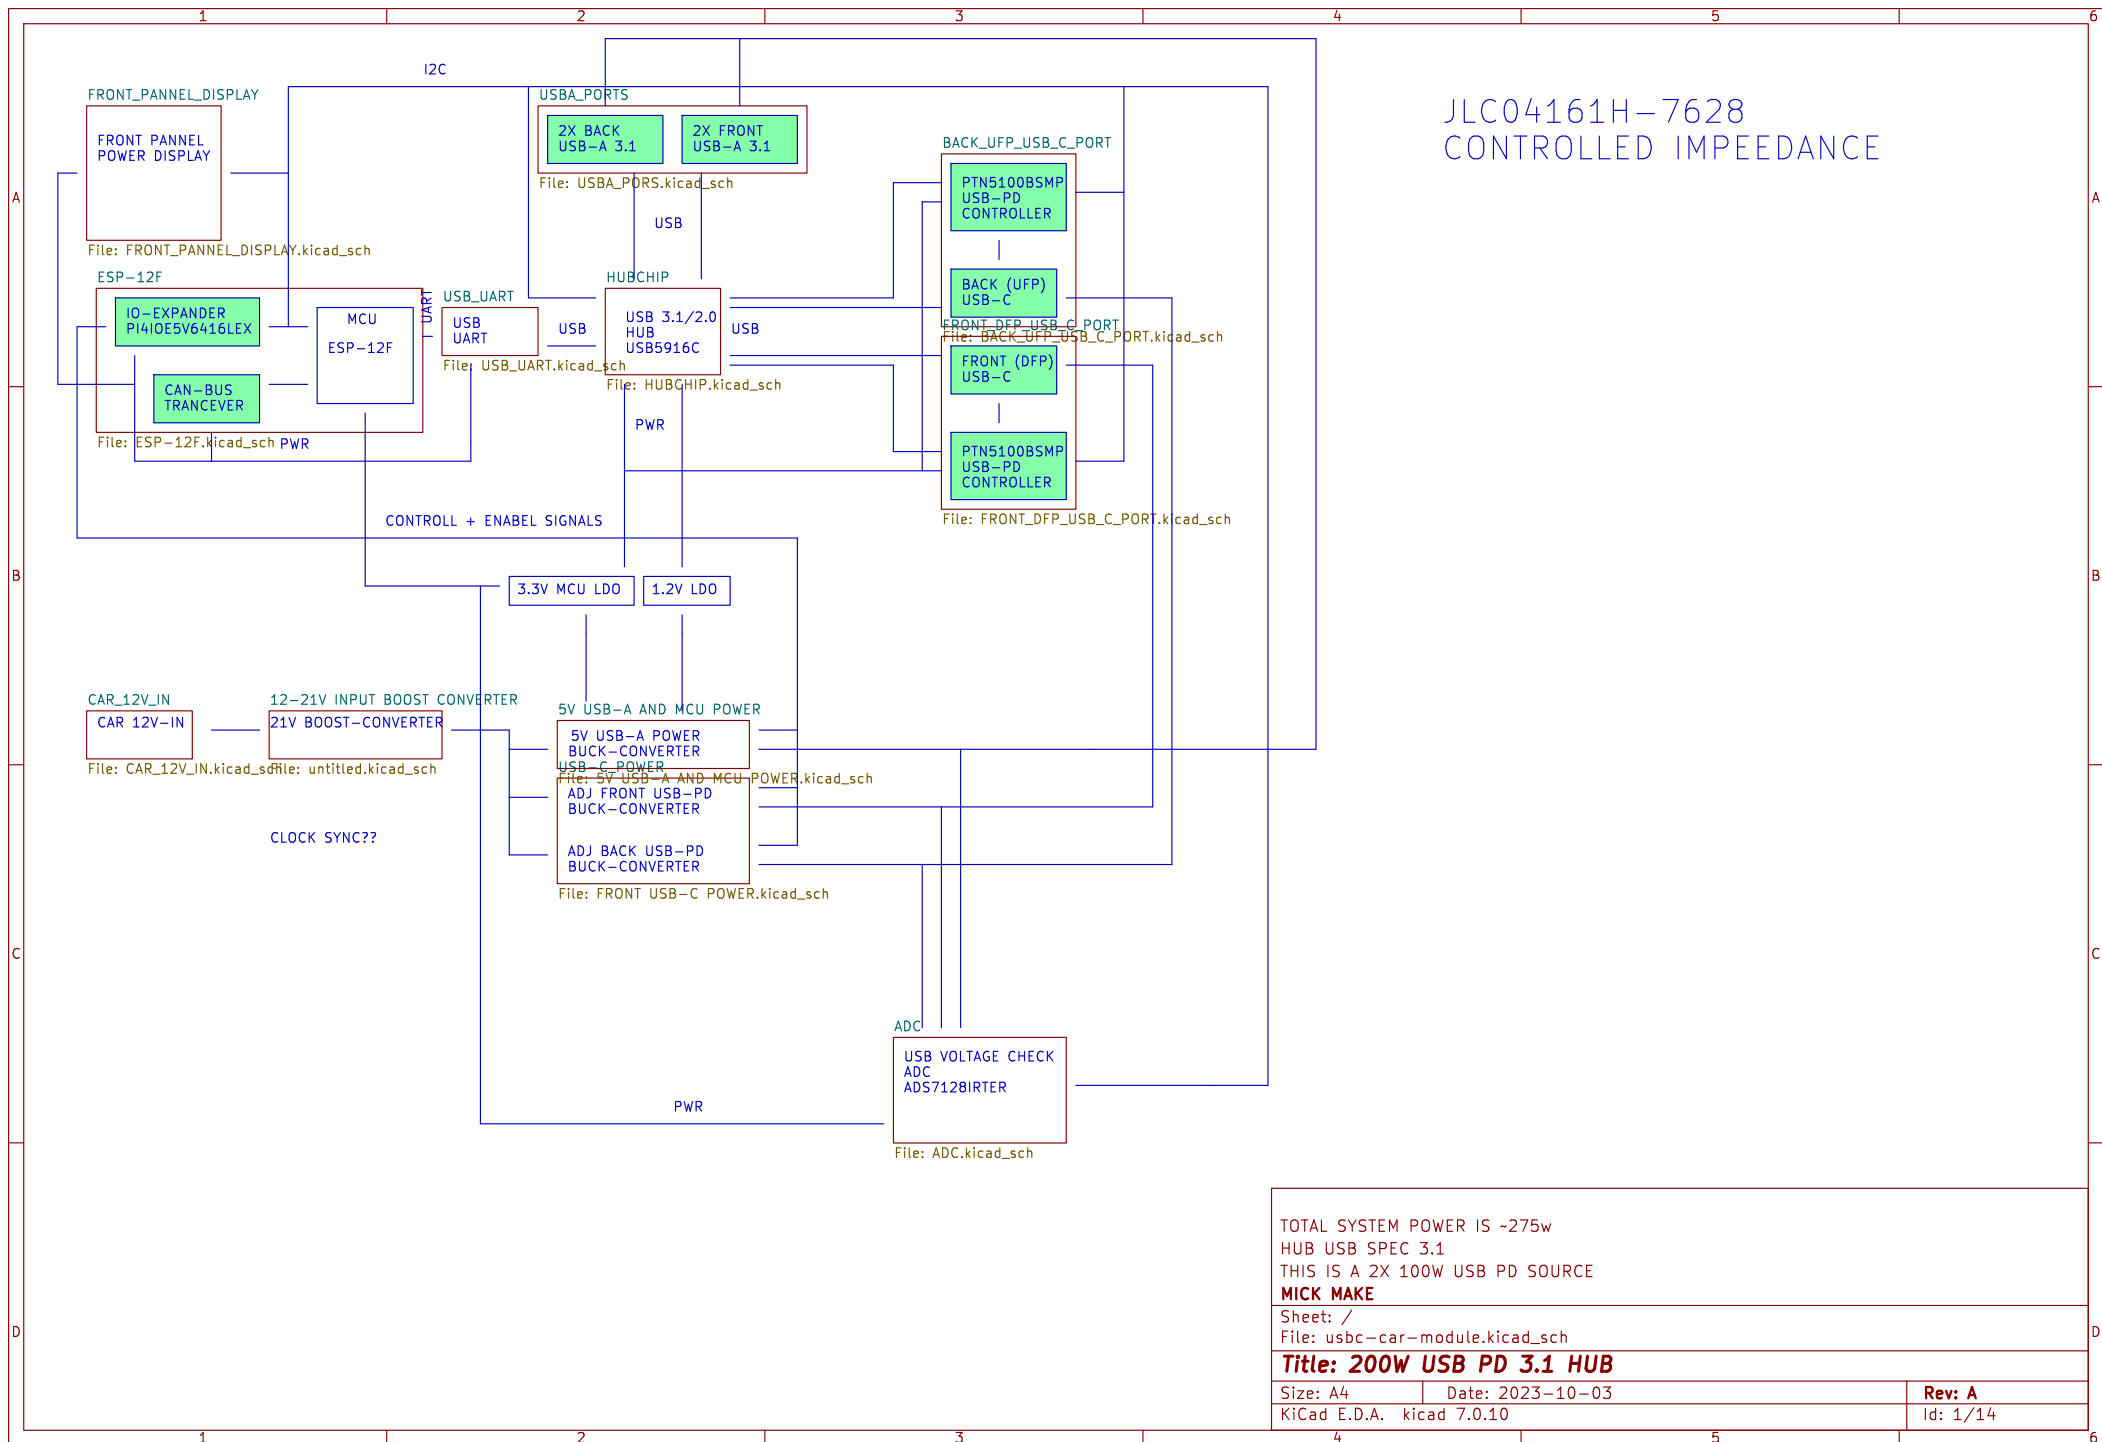 1 2 3 4 5 6
I2C
FRONT_PANNEL_DISPLAY
FRONT PANNEL
POWER DISPLAY
File: FRONT_PANNEL_DISPLAY.kicad_sch
USBA_PORTS
2X BACK
USB-A 3.1
2X FRONT
USB-A 3.1
File: USBA_PORS.kicad_sch
USB
JLC04161H-7628
CONTROLLED IMPEEDANCE
BACK_UFP_USB_C_PORT
PTN5100BSMP
USB-PD
CONTROLLER
BACK (UFP)
USB-C
File: BACK_UFP_USB_C_PORT.kicad_sch
A
A
ESP-12F
IO-EXPANDER
PI4IOE5V6416LEX
MCU
ESP-12F
CAN-BUS
TRANCEVER
File: ESP-12F.kicad_sch
PWR
UART
USB_UART
USB
UART
File: USB_UART.kicad_sch
USB
HUBCHIP
USB 3.1/2.0
HUB
USB5916C
File: HUBCHIP.kicad_sch
USB
PWR
FRONT_DFP_USB_C_PORT
FRONT (DFP)
USB-C
PTN5100BSMP
USB-PD
CONTROLLER
File: FRONT_DFP_USB_C_PORT.kicad_sch
CONTROLL + ENABEL SIGNALS
B
B
3.3V MCU LDO
1.2V LDO
CAR_12V_IN
CAR 12V-IN
File: CAR_12V_IN.kicad_sch
12-21V INPUT BOOST CONVERTER
21V BOOST-CONVERTER
File: untitled.kicad_sch
5V USB-A AND MCU POWER
5V USB-A POWER
BUCK-CONVERTER
File: 5V USB-A AND MCU POWER.kicad_sch
USB-C_POWER
ADJ FRONT USB-PD
BUCK-CONVERTER
ADJ BACK USB-PD
BUCK-CONVERTER
File: FRONT USB-C POWER.kicad_sch
CLOCK SYNC??
C
C
ADC
USB VOLTAGE CHECK
ADC
ADS7128IRTER
File: ADC.kicad_sch
PWR
D
D
TOTAL SYSTEM POWER IS ~275w
HUB USB SPEC 3.1
THIS IS A 2X 100W USB PD SOURCE
MICK MAKE
Sheet: /
File: usbc-car-module.kicad_sch
Title: 200W USB PD 3.1 HUB
Size: A4
Date: 2023-10-03
Rev: A
KiCad E.D.A. kicad 7.0.10
Id: 1/14
1 2 3 4 5 6